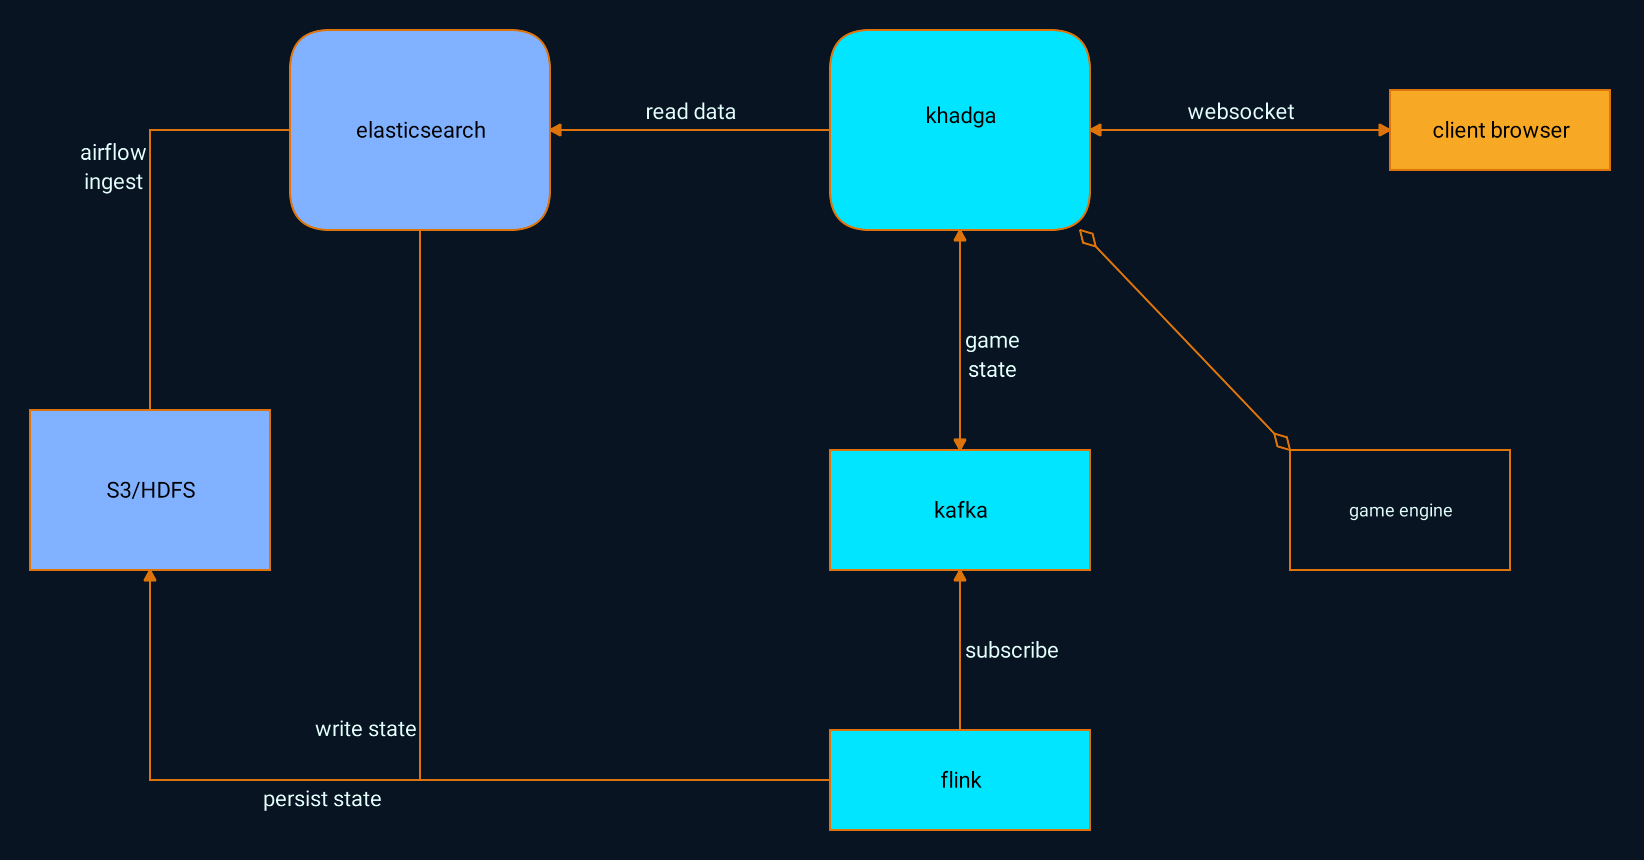 elasticsearch
read data
khadga
websocket
client browser
airflow
ingest
game
state
S3/HDFS
kafka
game engine
subscribe
write state
persist state
flink